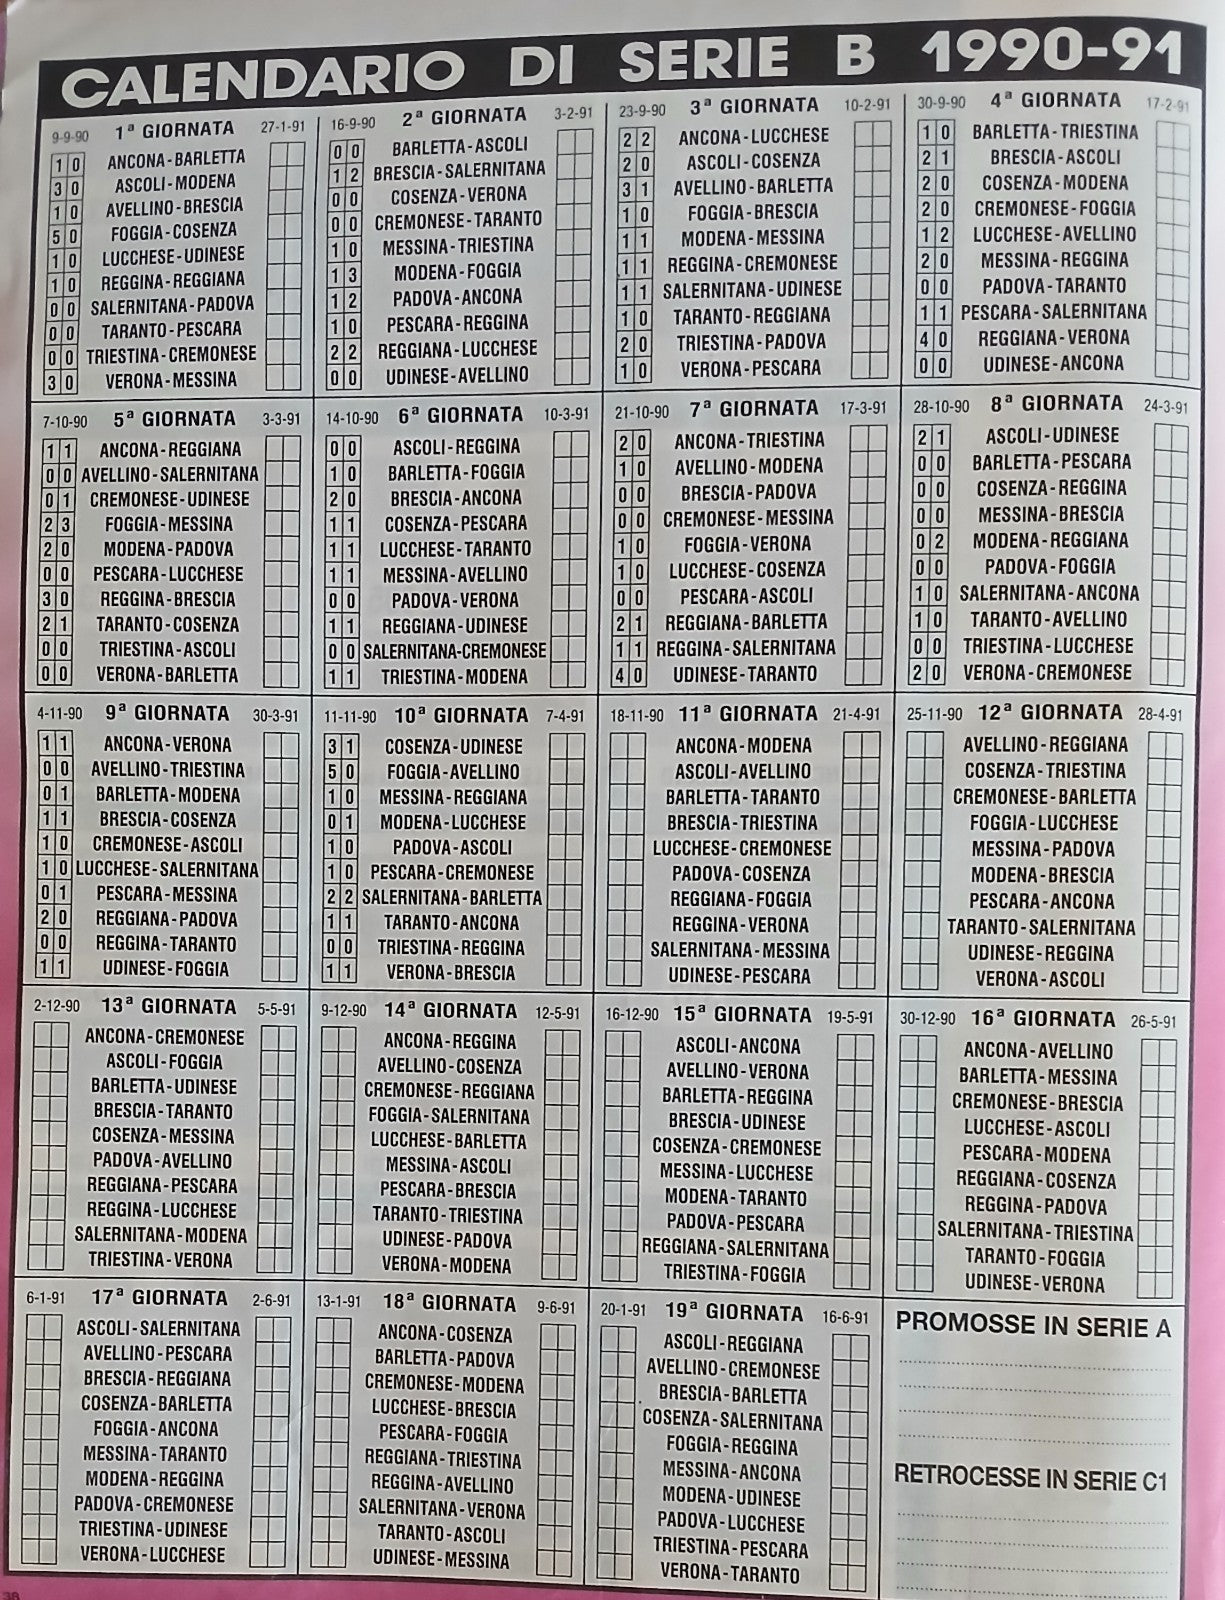 CALENDARIO DI SERIE B 1990-91
9-9-90 1ª GIORNATA 27-1-91
1 0 ANCONA-BARLETTA
3 0 ASCOLI-MODENA
1 0 AVELLINO-BRESCIA
5 0 FOGGIA-COSENZA
1 0 LUCCHESE-UDINESE
1 0 REGGINA-REGGIANA
0 0 SALERNITANA-PADOVA
0 0 TARANTO-PESCARA
0 0 TRIESTINA-CREMONESE
3 0 VERONA-MESSINA
16-9-90 2ª GIORNATA 3-2-91
0 0 BARLETTA-ASCOLI
1 2 BRESCIA-SALERNITANA
0 0 COSENZA-VERONA
0 0 CREMONESE-TARANTO
1 0 MESSINA-TRIESTINA
1 3 MODENA-FOGGIA
1 2 PADOVA-ANCONA
1 0 PESCARA-REGGINA
2 2 REGGIANA-LUCCHESE
0 0 UDINESE-AVELLINO
23-9-90 3ª GIORNATA 10-2-91
2 2 ANCONA-LUCCHESE
2 0 ASCOLI-COSENZA
3 1 AVELLINO-BARLETTA
1 0 FOGGIA-BRESCIA
1 1 MODENA-MESSINA
1 1 REGGINA-CREMONESE
1 1 SALERNITANA-UDINESE
1 0 TARANTO-REGGIANA
2 0 TRIESTINA-PADOVA
1 0 VERONA-PESCARA
30-9-90 4ª GIORNATA 17-2-91
1 0 BARLETTA-TRIESTINA
2 1 BRESCIA-ASCOLI
2 0 COSENZA-MODENA
2 0 CREMONESE-FOGGIA
1 2 LUCCHESE-AVELLINO
2 0 MESSINA-REGGINA
0 0 PADOVA-TARANTO
1 1 PESCARA-SALERNITANA
4 0 REGGIANA-VERONA
0 0 UDINESE-ANCONA
7-10-90 5ª GIORNATA 3-3-91
1 1 ANCONA-REGGIANA
0 0 AVELLINO-SALERNITANA
0 1 CREMONESE-UDINESE
2 3 FOGGIA-MESSINA
2 0 MODENA-PADOVA
0 0 PESCARA-LUCCHESE
3 0 REGGINA-BRESCIA
2 1 TARANTO-COSENZA
0 0 TRIESTINA-ASCOLI
0 0 VERONA-BARLETTA
14-10-90 6ª GIORNATA 10-3-91
0 0 ASCOLI-REGGINA
1 0 BARLETTA-FOGGIA
2 0 BRESCIA-ANCONA
1 1 COSENZA-PESCARA
1 1 LUCCHESE-TARANTO
1 1 MESSINA-AVELLINO
0 0 PADOVA-VERONA
1 1 REGGIANA-UDINESE
0 0 SALERNITANA-CREMONESE
1 1 TRIESTINA-MODENA
21-10-90 7ª GIORNATA 17-3-91
2 0 ANCONA-TRIESTINA
1 0 AVELLINO-MODENA
0 0 BRESCIA-PADOVA
0 0 CREMONESE-MESSINA
1 0 FOGGIA-VERONA
1 0 LUCCHESE-COSENZA
0 0 PESCARA-ASCOLI
2 1 REGGIANA-BARLETTA
1 1 REGGINA-SALERNITANA
4 0 UDINESE-TARANTO
28-10-90 8ª GIORNATA 24-3-91
2 1 ASCOLI-UDINESE
0 0 BARLETTA-PESCARA
0 0 COSENZA-REGGINA
0 0 MESSINA-BRESCIA
0 2 MODENA-REGGIANA
0 0 PADOVA-FOGGIA
1 0 SALERNITANA-ANCONA
1 0 TARANTO-AVELLINO
0 0 TRIESTINA-LUCCHESE
2 0 VERONA-CREMONESE
4-11-90 9ª GIORNATA 30-3-91
1 1 ANCONA-VERONA
0 0 AVELLINO-TRIESTINA
0 1 BARLETTA-MODENA
1 1 BRESCIA-COSENZA
1 0 CREMONESE-ASCOLI
1 0 LUCCHESE-SALERNITANA
0 1 PESCARA-MESSINA
2 0 REGGIANA-PADOVA
0 0 REGGINA-TARANTO
1 1 UDINESE-FOGGIA
11-11-90 10ª GIORNATA 7-4-91
3 1 COSENZA-UDINESE
5 0 FOGGIA-AVELLINO
1 0 MESSINA-REGGIANA
0 1 MODENA-LUCCHESE
1 0 PADOVA-ASCOLI
1 0 PESCARA-CREMONESE
2 2 SALERNITANA-BARLETTA
1 1 TARANTO-ANCONA
0 0 TRIESTINA-REGGINA
1 1 VERONA-BRESCIA
18-11-90 11ª GIORNATA 21-4-91
ANCONA-MODENA
ASCOLI-AVELLINO
BARLETTA-TARANTO
BRESCIA-TRIESTINA
LUCCHESE-CREMONESE
PADOVA-COSENZA
REGGIANA-FOGGIA
REGGINA-VERONA
SALERNITANA-MESSINA
UDINESE-PESCARA
25-11-90 12ª GIORNATA 28-4-91
AVELLINO-REGGIANA
COSENZA-TRIESTINA
CREMONESE-BARLETTA
FOGGIA-LUCCHESE
MESSINA-PADOVA
MODENA-BRESCIA
PESCARA-ANCONA
TARANTO-SALERNITANA
UDINESE-REGGINA
VERONA-ASCOLI
2-12-90 13ª GIORNATA 5-5-91
ANCONA-CREMONESE
ASCOLI-FOGGIA
BARLETTA-UDINESE
BRESCIA-TARANTO
COSENZA-MESSINA
PADOVA-AVELLINO
REGGIANA-PESCARA
REGGINA-LUCCHESE
SALERNITANA-MODENA
TRIESTINA-VERONA
9-12-90 14ª GIORNATA 12-5-91
ANCONA-REGGINA
AVELLINO-COSENZA
CREMONESE-REGGIANA
FOGGIA-SALERNITANA
LUCCHESE-BARLETTA
MESSINA-ASCOLI
PESCARA-BRESCIA
TARANTO-TRIESTINA
UDINESE-PADOVA
VERONA-MODENA
16-12-90 15ª GIORNATA 19-5-91
ASCOLI-ANCONA
AVELLINO-VERONA
BARLETTA-REGGINA
BRESCIA-UDINESE
COSENZA-CREMONESE
MESSINA-LUCCHESE
MODENA-TARANTO
PADOVA-PESCARA
REGGIANA-SALERNITANA
TRIESTINA-FOGGIA
30-12-90 16ª GIORNATA 26-5-91
ANCONA-AVELLINO
BARLETTA-MESSINA
CREMONESE-BRESCIA
LUCCHESE-ASCOLI
PESCARA-MODENA
REGGIANA-COSENZA
REGGINA-PADOVA
SALERNITANA-TRIESTINA
TARANTO-FOGGIA
UDINESE-VERONA
6-1-91 17ª GIORNATA 2-6-91
ASCOLI-SALERNITANA
AVELLINO-PESCARA
BRESCIA-REGGIANA
COSENZA-BARLETTA
FOGGIA-ANCONA
MESSINA-TARANTO
MODENA-REGGINA
PADOVA-CREMONESE
TRIESTINA-UDINESE
VERONA-LUCCHESE
13-1-91 18ª GIORNATA 9-6-91
ANCONA-COSENZA
BARLETTA-PADOVA
CREMONESE-MODENA
LUCCHESE-BRESCIA
PESCARA-FOGGIA
REGGIANA-TRIESTINA
REGGINA-AVELLINO
SALERNITANA-VERONA
TARANTO-ASCOLI
UDINESE-MESSINA
20-1-91 19ª GIORNATA 16-6-91
ASCOLI-REGGIANA
AVELLINO-CREMONESE
BRESCIA-BARLETTA
COSENZA-SALERNITANA
FOGGIA-REGGINA
MESSINA-ANCONA
MODENA-UDINESE
PADOVA-LUCCHESE
TRIESTINA-PESCARA
VERONA-TARANTO
PROMOSSE IN SERIE A
RETROCESSE IN SERIE C1
38